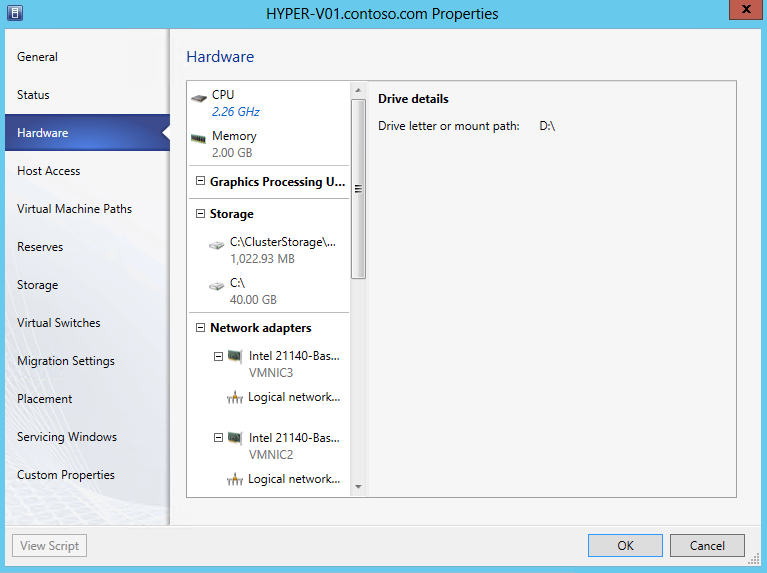 HYPER-V01.contoso.com Properties
General
Status
Hardware
Host Access
Virtual Machine Paths
Reserves
Storage
Virtual Switches
Migration Settings
Placement
Servicing Windows
Custom Properties
Hardware
CPU
2.26 GHz
Memory
2.00 GB
Graphics Processing U...
Storage
C:\ClusterStorage\...
1,022.93 MB
C:\
40.00 GB
Network adapters
Intel 21140-Bas...
VMNIC3
Logical network...
Intel 21140-Bas...
VMNIC2
Logical network...
Drive details
Drive letter or mount path: D:\
View Script
OK
Cancel